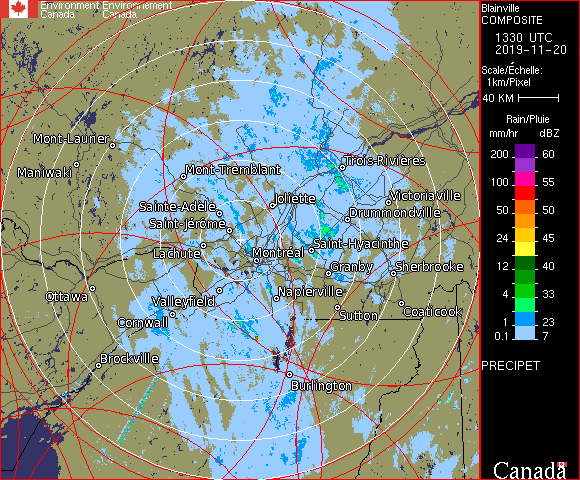 Environment Environnement
Canada Canada
Blainville
COMPOSITE
1330 UTC
2019-11-20
Scale/Échelle:
1km/Pixel
40 KM
Rain/Pluie
mm/hr dBZ
200 60
100 55
50 50
24 45
12 40
4 33
1 23
0.1 7
PRECIPET
Canada
Mont-Laurier
Maniwaki
Mont-Tremblant
Trois-Rivières
Sainte-Adèle
Joliette
Victoriaville
Saint-Jérôme
Drummondville
Lachute
Montréal
Saint-Hyacinthe
Granby
Sherbrooke
Ottawa
Valleyfield
Napierville
Cornwall
Sutton
Coaticook
Brockville
Burlington